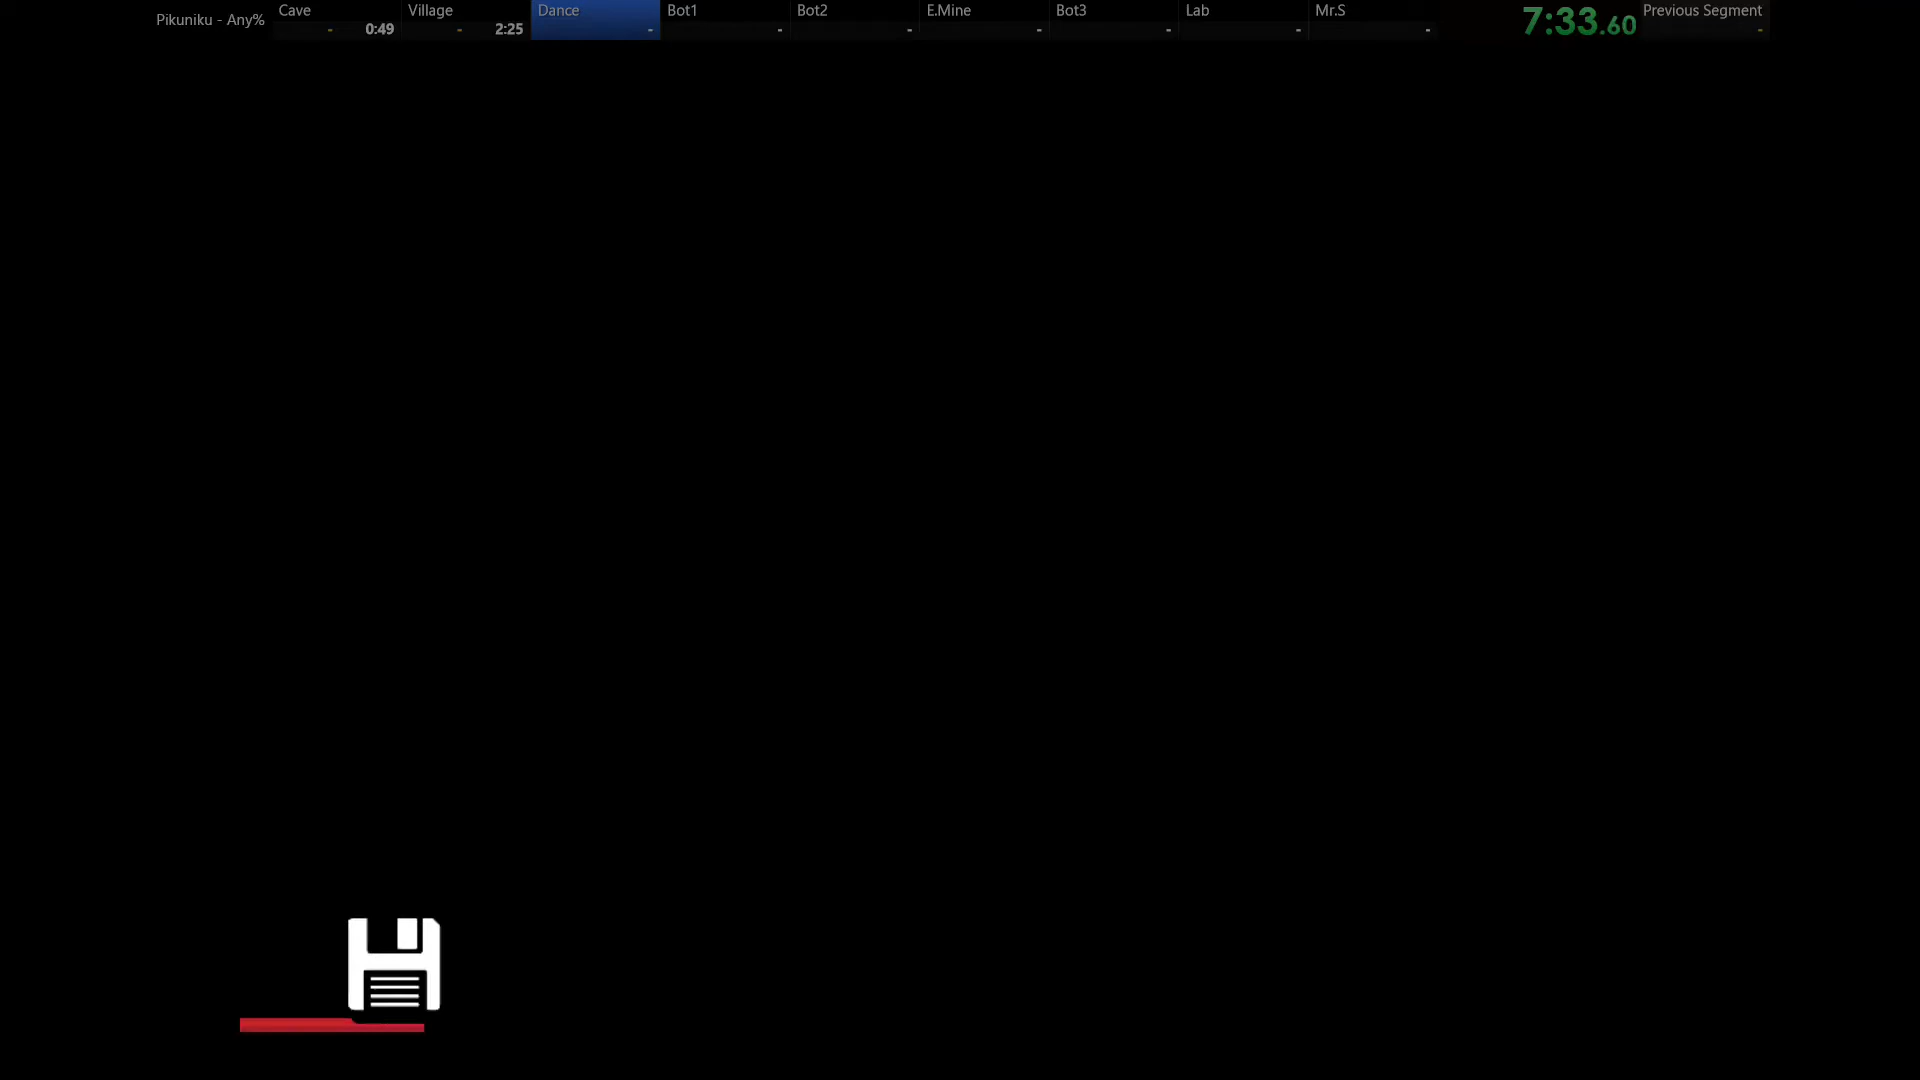 Pikuniku - Any%
Cave
- 0:49
Village
- 2:25
Dance
-
Bot1
-
Bot2
-
E.Mine
-
Bot3
-
Lab
-
Mr.S
-
7:33.60
Previous Segment
-